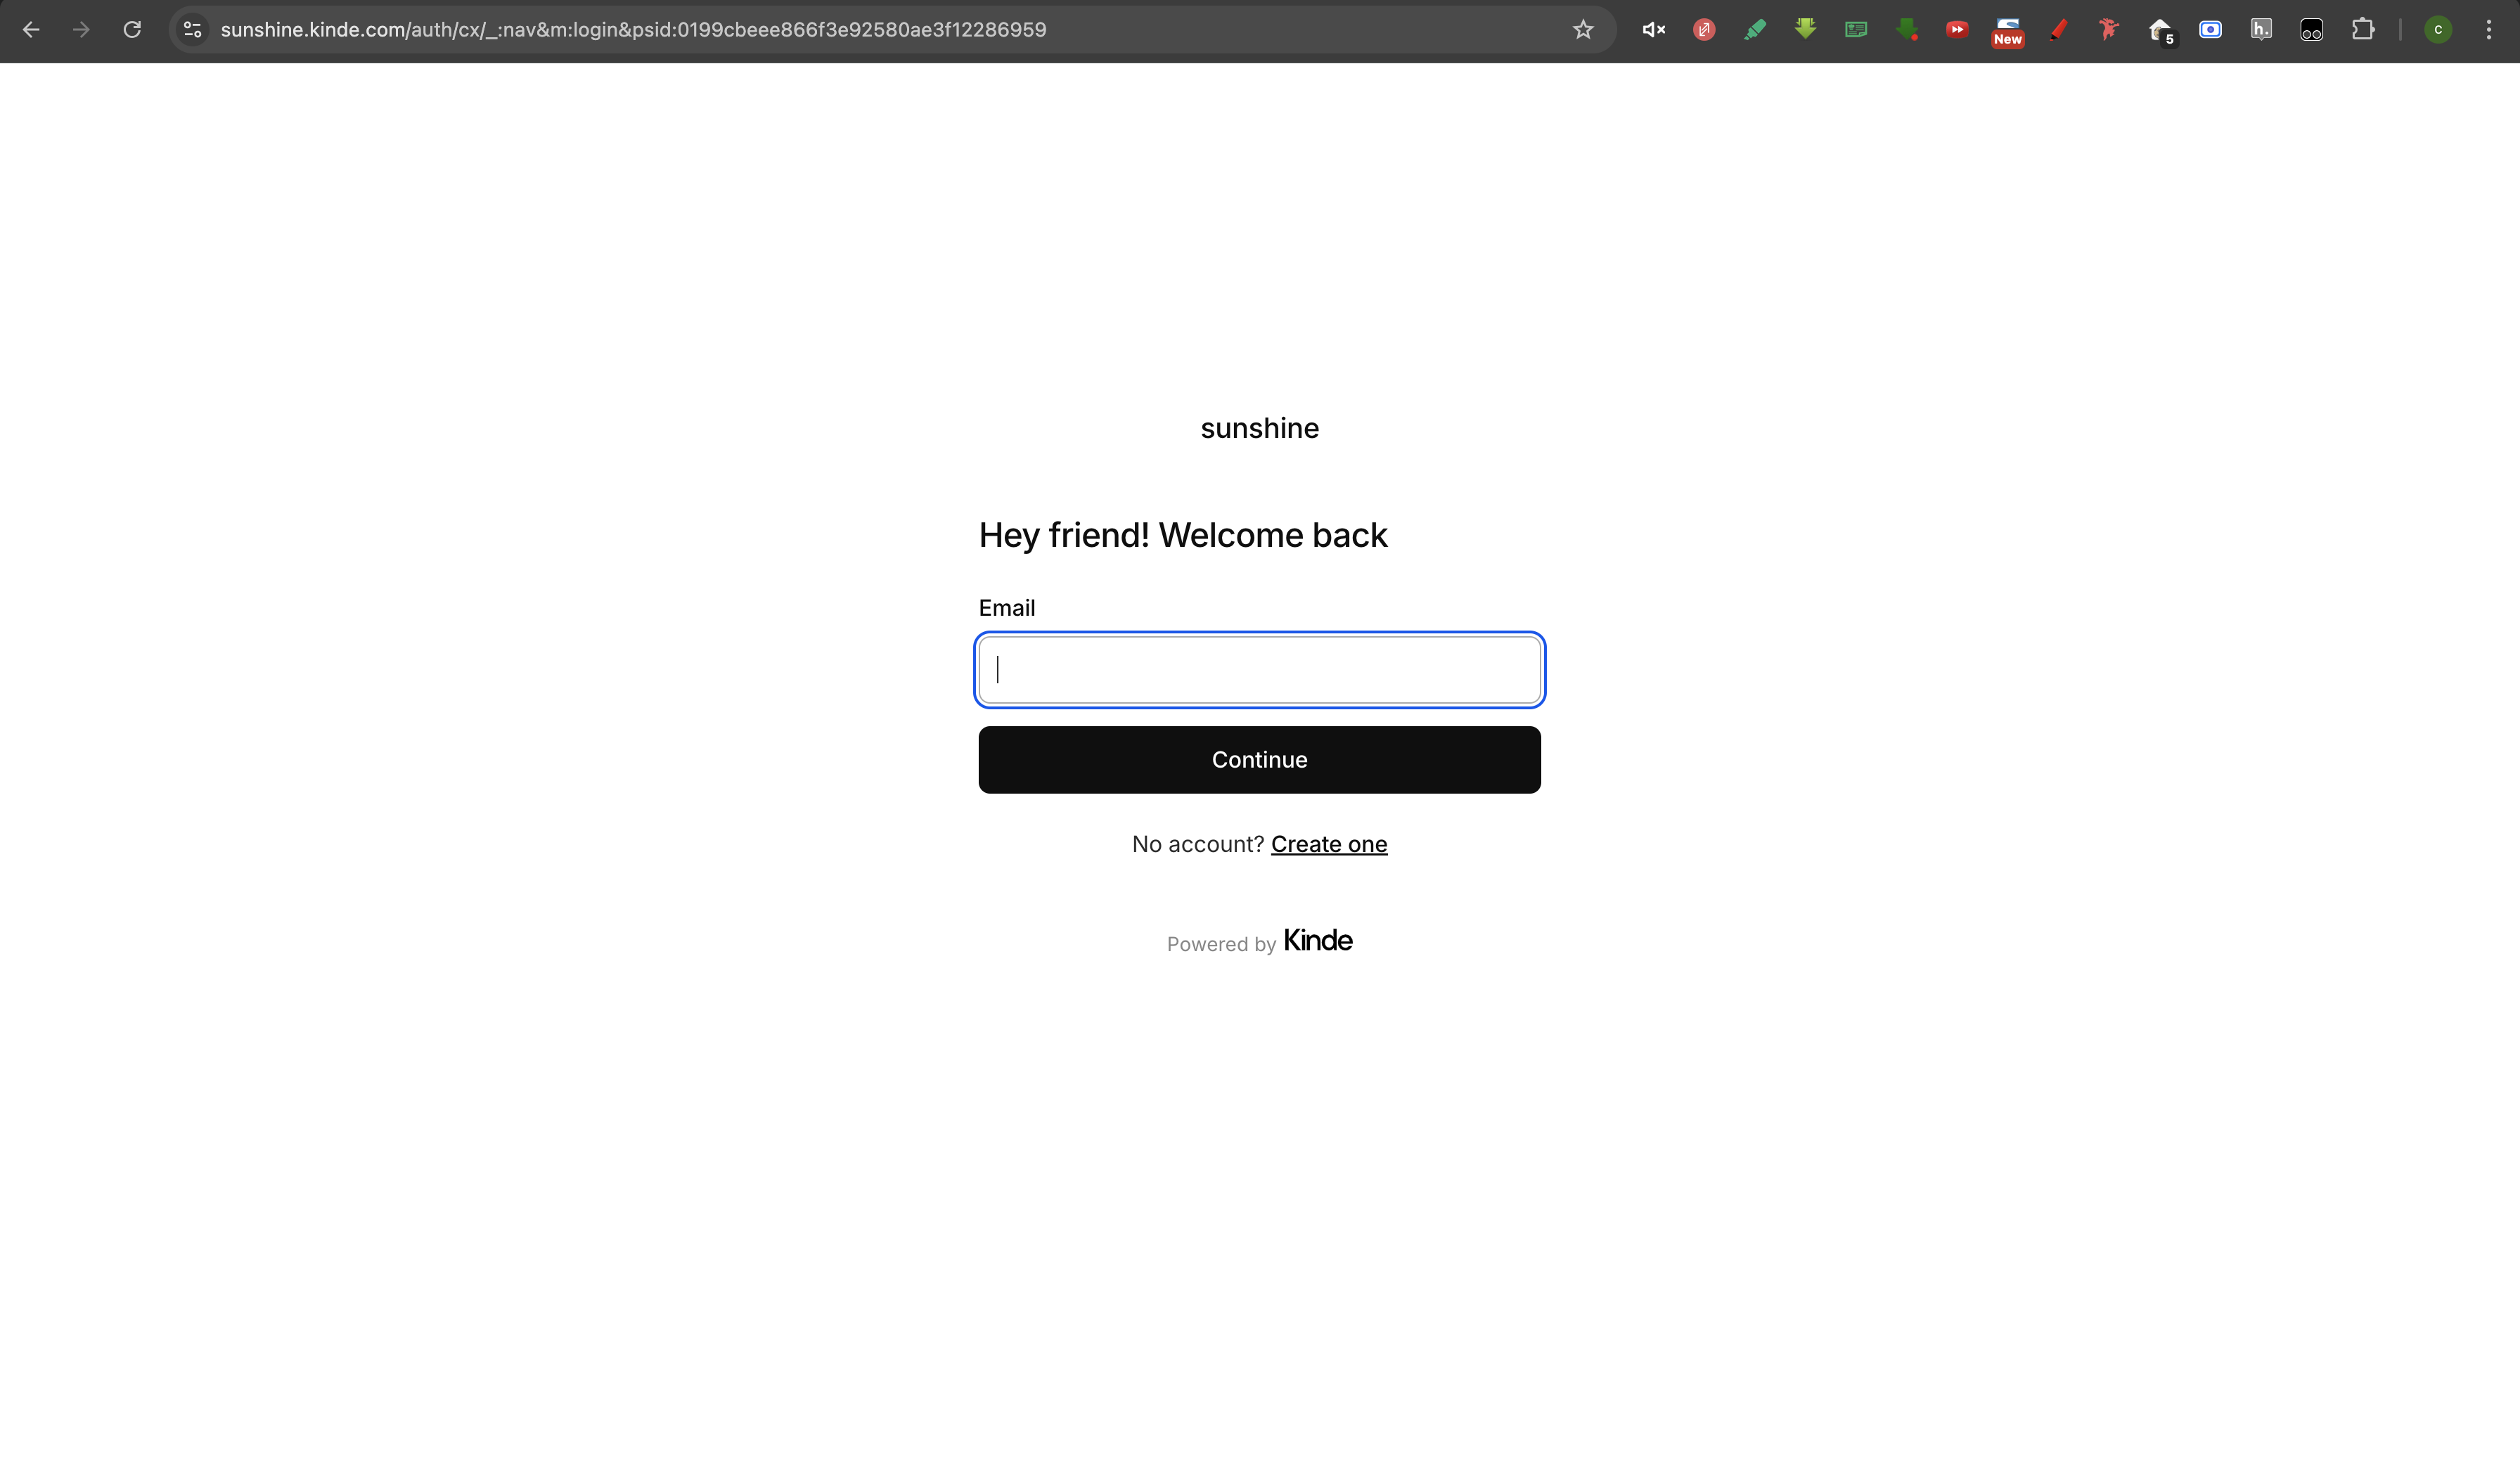 sunshine.kinde.com/auth/cx/_:nav&m:login&psid:0199cbeee866f3e92580ae3f12286959
New
5
h.
C
sunshine
Hey friend! Welcome back
Email
Continue
No account? Create one
Powered by Kinde